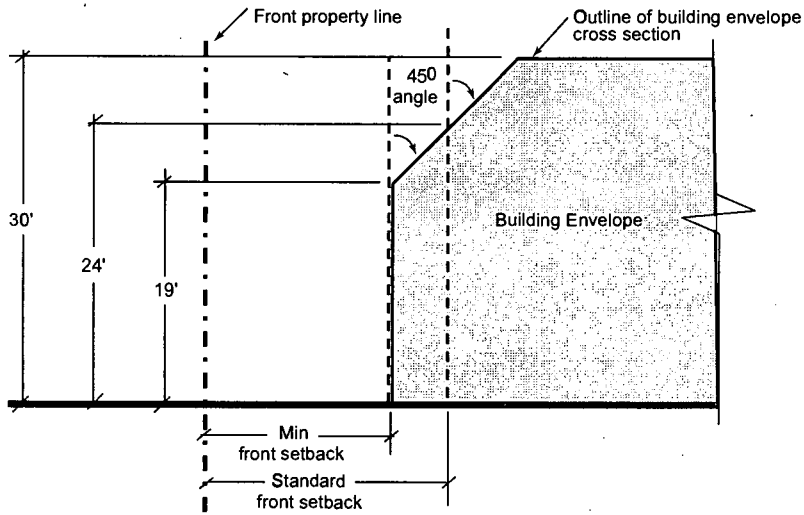 Front property line
Outline of building envelope
cross section
45⁰
angle
30'
24'
19'
Building Envelope
Min
front setback
Standard
front setback